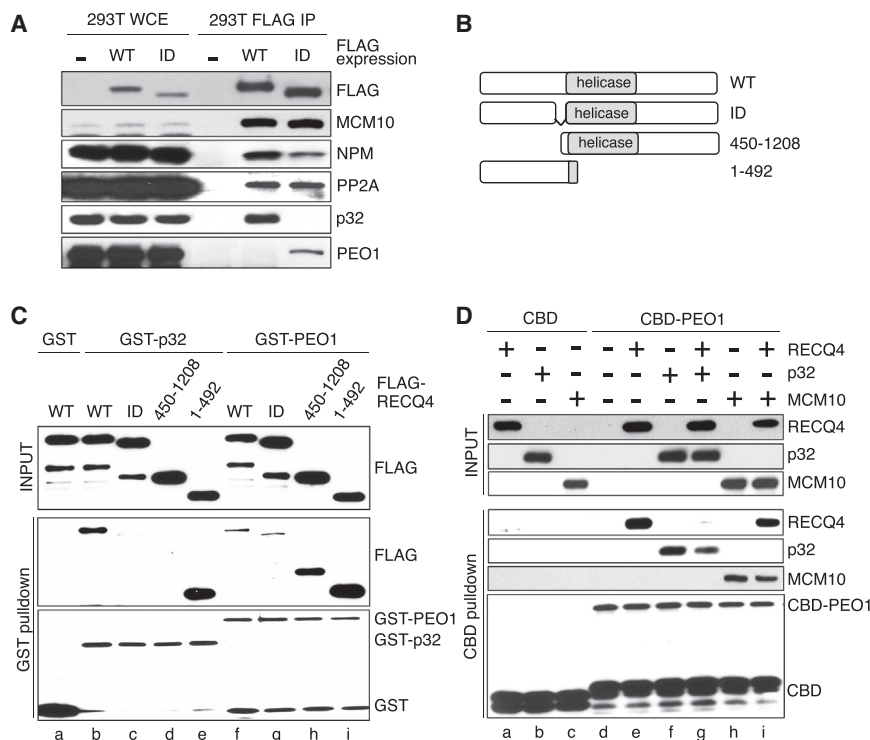 A
293T WCE 293T FLAG IP
- WT ID - WT ID FLAG expression
FLAG
MCM10
NPM
PP2A
p32
PEO1
B
helicase WT
helicase ID
helicase 450-1208
1-492
C
GST GST-p32 GST-PEO1
WT WT ID 450-1208 1-492 WT ID 450-1208 1-492 FLAG-RECQ4
INPUT FLAG
GST pulldown FLAG
GST-PEO1
GST-p32
GST
a b c d e f g h i
D
CBD CBD-PEO1
+ - - - + - + - + RECQ4
- + - - - + + - - p32
- - + - - - - + + MCM10
INPUT RECQ4
p32
MCM10
CBD pulldown RECQ4
p32
MCM10
CBD-PEO1
CBD
a b c d e f g h i